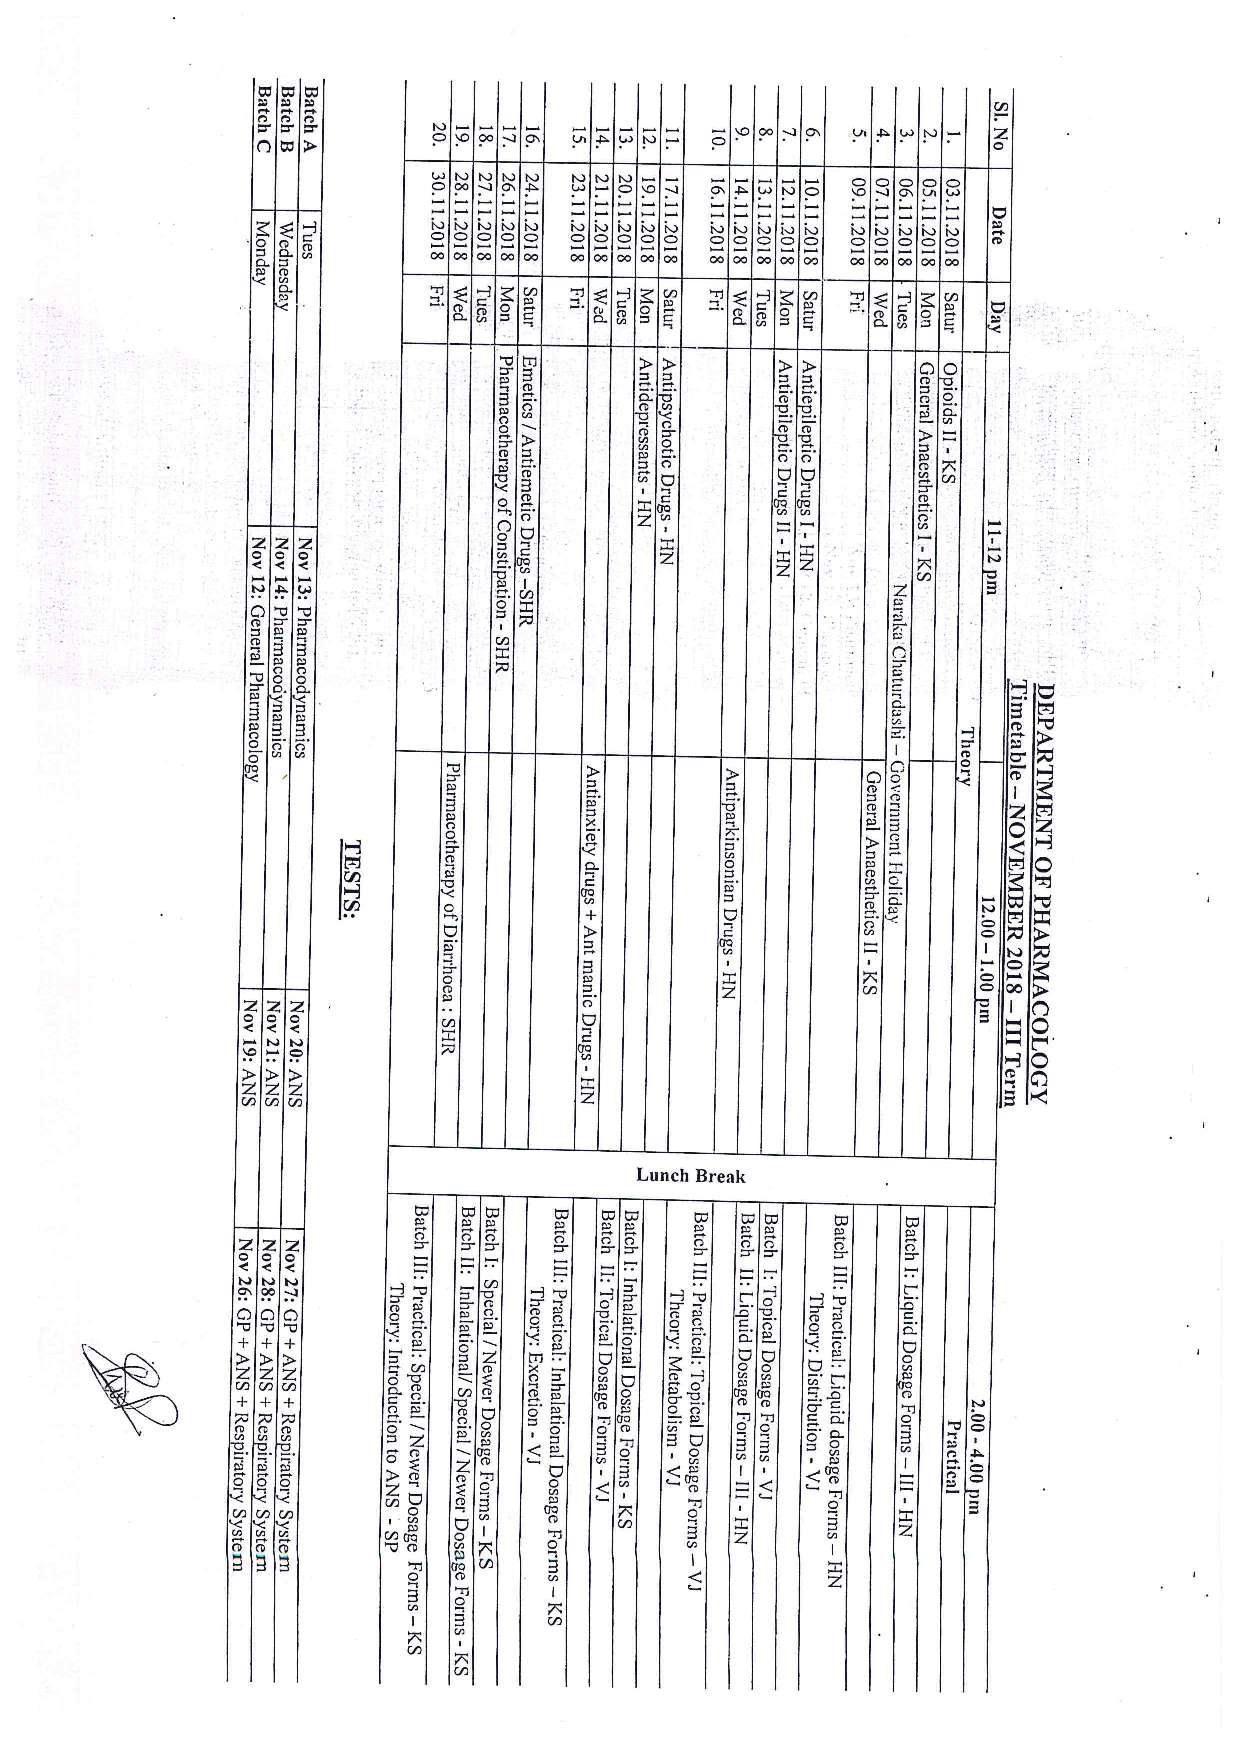 DEPARTMENT OF PHARMACOLOGY
Timetable – NOVEMBER 2018 – III Term
Sl. No Date Day 11-12 pm 12.00 – 1.00 pm Lunch Break 2.00 - 4.00 pm
Theory Practical
1. 03.11.2018 Satur Opioids II - KS
2. 05.11.2018 Mon General Anaesthetics I - KS
3. 06.11.2018 Tues Naraka Chaturdashi – Government Holiday Batch I: Liquid Dosage Forms – III - HN
4. 07.11.2018 Wed General Anaesthetics II - KS
5. 09.11.2018 Fri Batch III: Practical: Liquid dosage Forms – HN
Theory: Distribution - VJ
6. 10.11.2018 Satur Antiepileptic Drugs I - HN
7. 12.11.2018 Mon Antiepileptic Drugs II - HN
8. 13.11.2018 Tues Batch I: Topical Dosage Forms - VJ
9. 14.11.2018 Wed Antiparkinsonian Drugs - HN Batch II: Liquid Dosage Forms – III - HN
10. 16.11.2018 Fri Batch III: Practical: Topical Dosage Forms – VJ
Theory: Metabolism - VJ
11. 17.11.2018 Satur Antipsychotic Drugs - HN
12. 19.11.2018 Mon Antidepressants - HN
13. 20.11.2018 Tues Batch I: Inhalational Dosage Forms - KS
14. 21.11.2018 Wed Antianxiety drugs + Ant manic Drugs - HN Batch II: Topical Dosage Forms - VJ
15. 23.11.2018 Fri Batch III: Practical: Inhalational Dosage Forms – KS
Theory: Excretion - VJ
16. 24.11.2018 Satur Emetics / Antiemetic Drugs –SHR
17. 26.11.2018 Mon Pharmacotherapy of Constipation - SHR
18. 27.11.2018 Tues Batch I: Special / Newer Dosage Forms – KS
19. 28.11.2018 Wed Pharmacotherapy of Diarrhoea : SHR Batch II: Inhalational/ Special / Newer Dosage Forms - KS
20. 30.11.2018 Fri Batch III: Practical: Special / Newer Dosage Forms – KS
Theory: Introduction to ANS - SP
TESTS:
Batch A Tues Nov 13: Pharmacodynamics Nov 20: ANS Nov 27: GP + ANS + Respiratory System
Batch B Wednesday Nov 14: Pharmacodynamics Nov 21: ANS Nov 28: GP + ANS + Respiratory System
Batch C Monday Nov 12: General Pharmacology Nov 19: ANS Nov 26: GP + ANS + Respiratory System